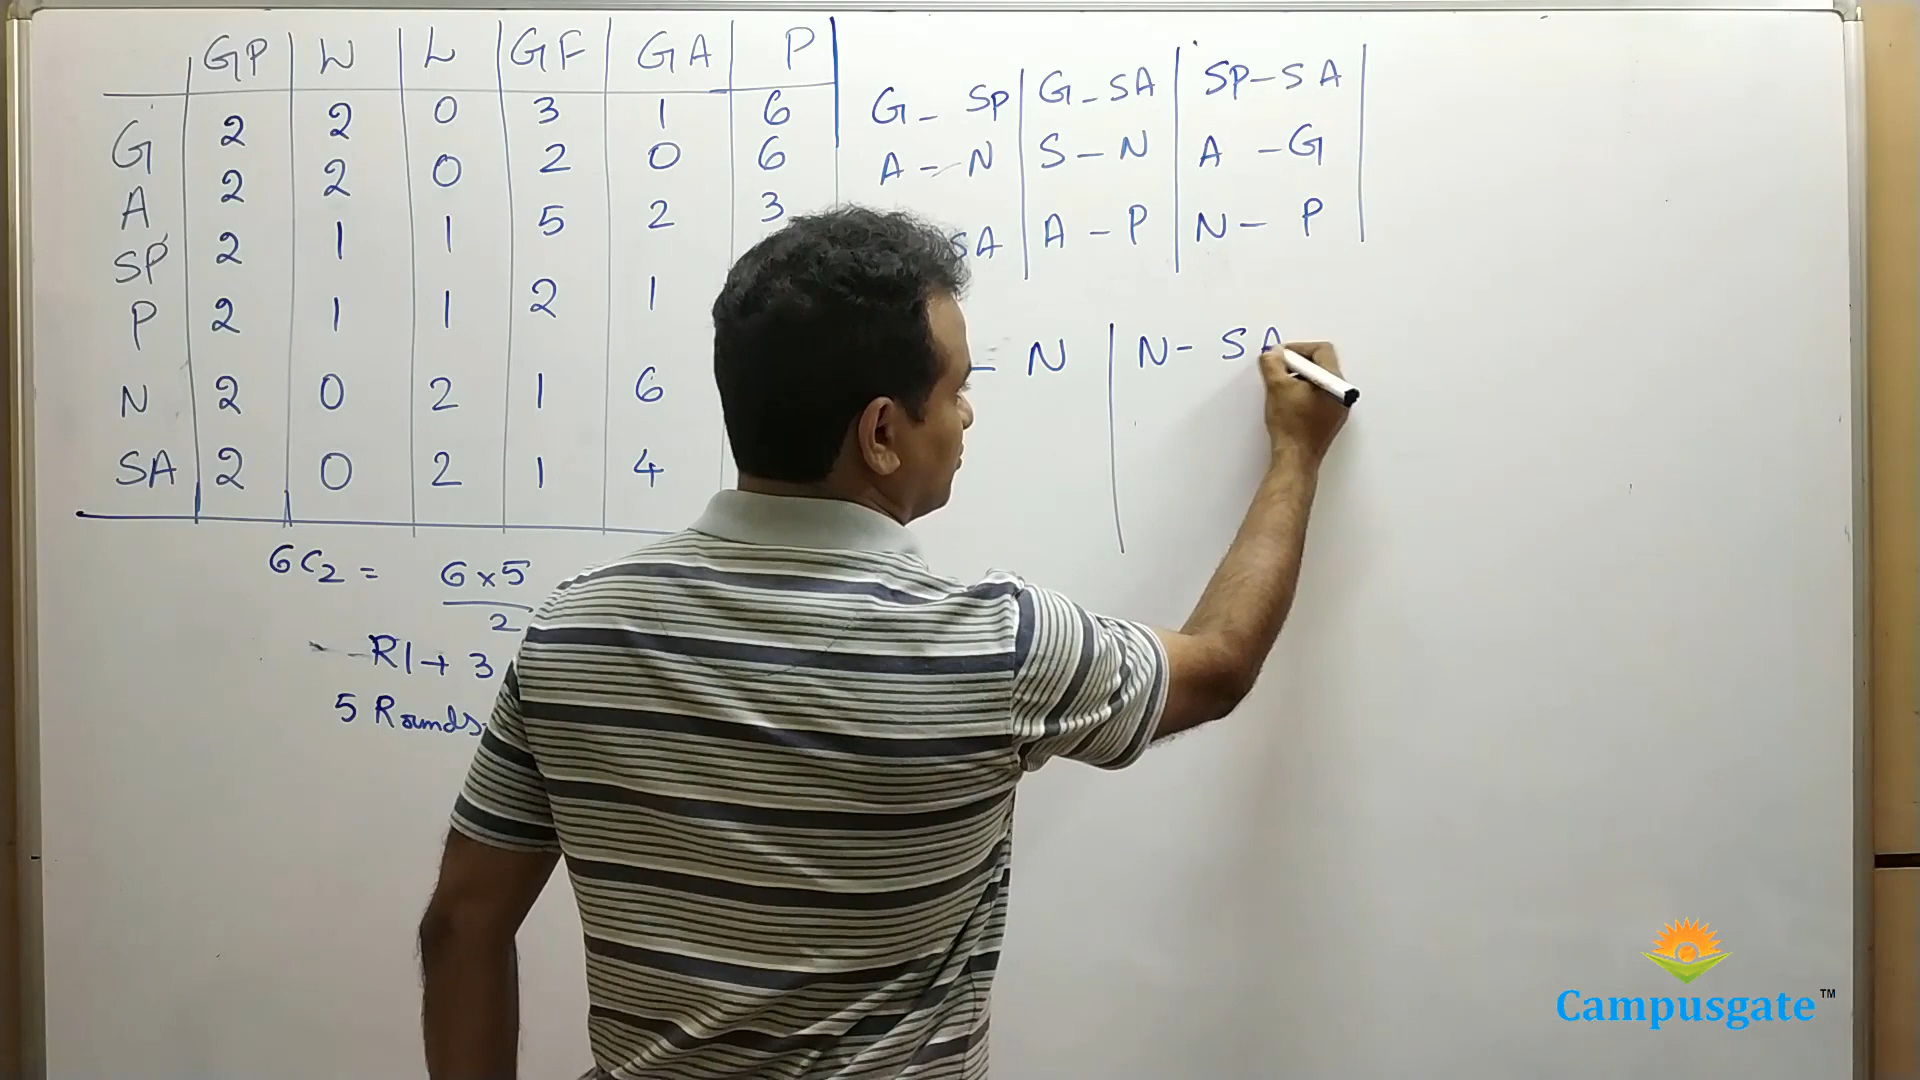 GP W L GF GA P
G 2 2 0 3 1 6
A 2 2 0 2 0 6
SP 2 1 1 5 2 3
P 2 1 1 2 1
N 2 0 2 1 6
SA 2 0 2 1 4
6C2 = 6x5
2
R1 → 3
5 Rounds
G - SP G - SA SP - SA
A - N S - N A - G
SA A - P N - P
= N N - SA
Campusgate™